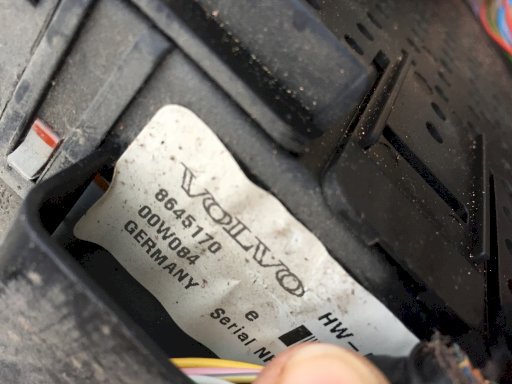 VOLVO
8645170
00W084
GERMANY
e
HW-
Serial